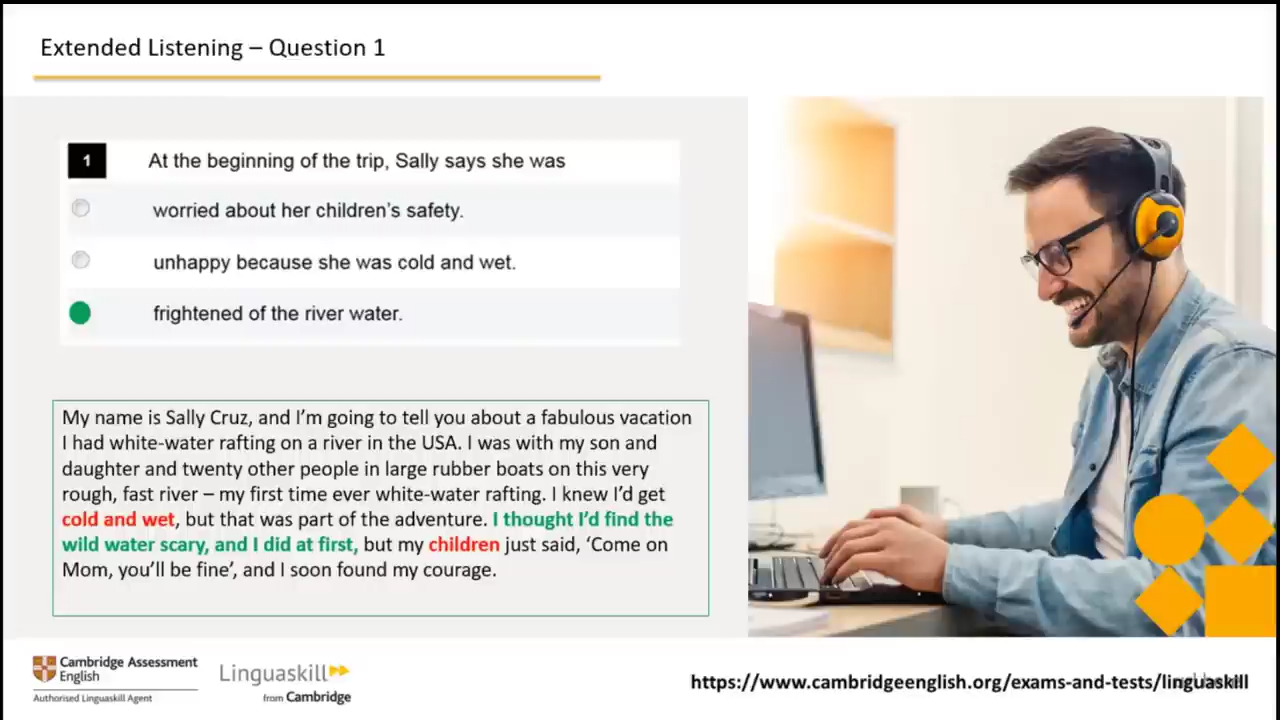 Extended Listening – Question 1
1 At the beginning of the trip, Sally says she was
worried about her children's safety.
unhappy because she was cold and wet.
frightened of the river water.
My name is Sally Cruz, and I'm going to tell you about a fabulous vacation
I had white-water rafting on a river in the USA. I was with my son and
daughter and twenty other people in large rubber boats on this very
rough, fast river – my first time ever white-water rafting. I knew I'd get
cold and wet, but that was part of the adventure. I thought I'd find the
wild water scary, and I did at first, but my children just said, 'Come on
Mom, you'll be fine', and I soon found my courage.
Cambridge Assessment
English
Authorised Linguaskill Agent
Linguaskill
from Cambridge
https://www.cambridgeenglish.org/exams-and-tests/linguaskill